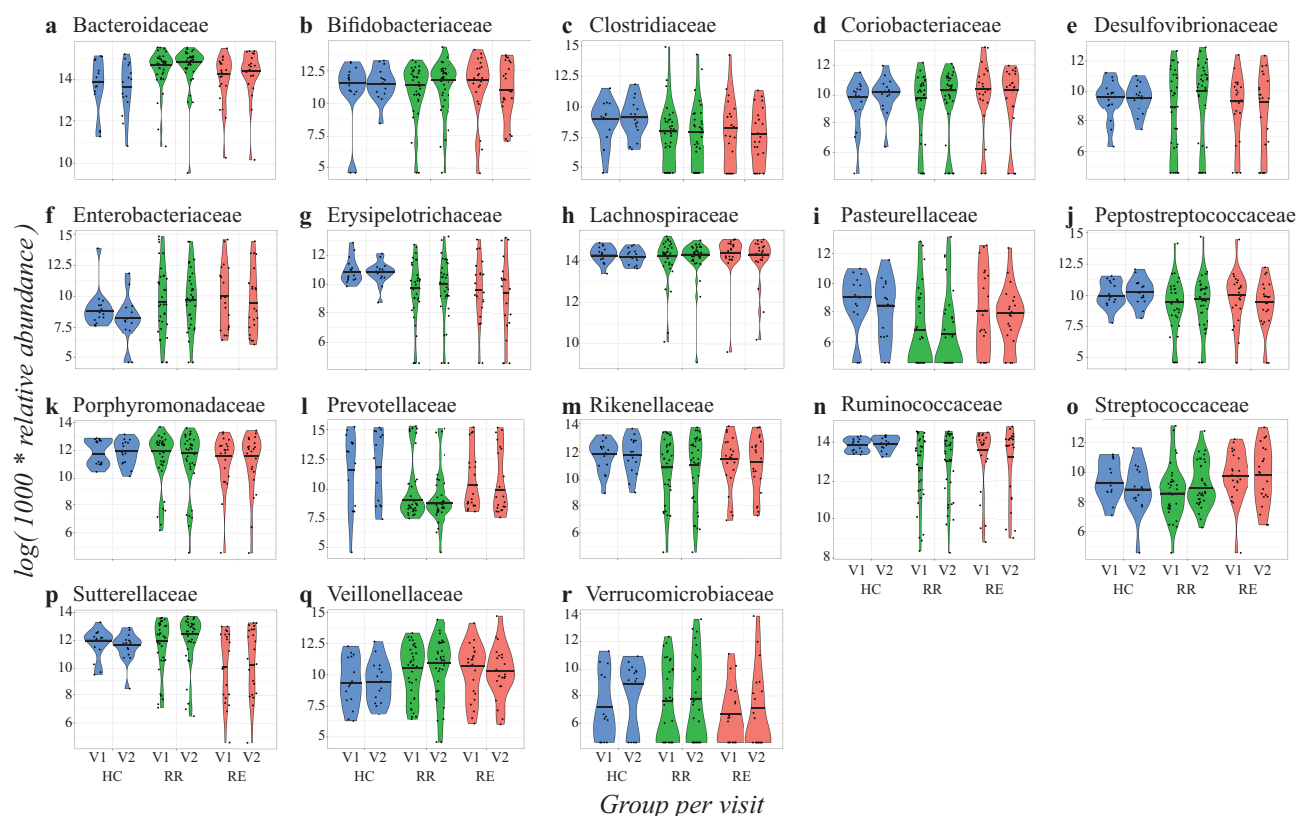 a Bacteroidaceae
b Bifidobacteriaceae
c Clostridiaceae
d Coriobacteriaceae
e Desulfovibrionaceae
14
12
10
15.0
12.5
10.0
7.5
5
15
12.5
10
7.5
5
12
10
8
6
12
10
8
6
f Enterobacteriaceae
g Erysipelotrichaceae
h Lachnospiraceae
i Pasteurellaceae
j Peptostreptococcaceae
15
12.5
10
7.5
5
12
10
8
6
14
12
10
12
10
8
6
15
12.5
10
7.5
5
k Porphyromonadaceae
l Prevotellaceae
m Rikenellaceae
n Ruminococcaceae
o Streptococcaceae
14
12
10
8
6
15
12.5
10
7.5
5
14
12
10
8
6
14
13
12
10
8
12
10
8
6
V1 V2 V1 V2 V1 V2
HC RR RE
V1 V2 V1 V2 V1 V2
HC RR RE
p Sutterellaceae
q Veillonellaceae
r Verrucomicrobiaceae
14
12
10
8
6
15
12.5
10
7.5
5
14
12
10
8
6
V1 V2 V1 V2 V1 V2
HC RR RE
V1 V2 V1 V2 V1 V2
HC RR RE
V1 V2 V1 V2 V1 V2
HC RR RE
log( 1000 * relative abundance )
Group per visit